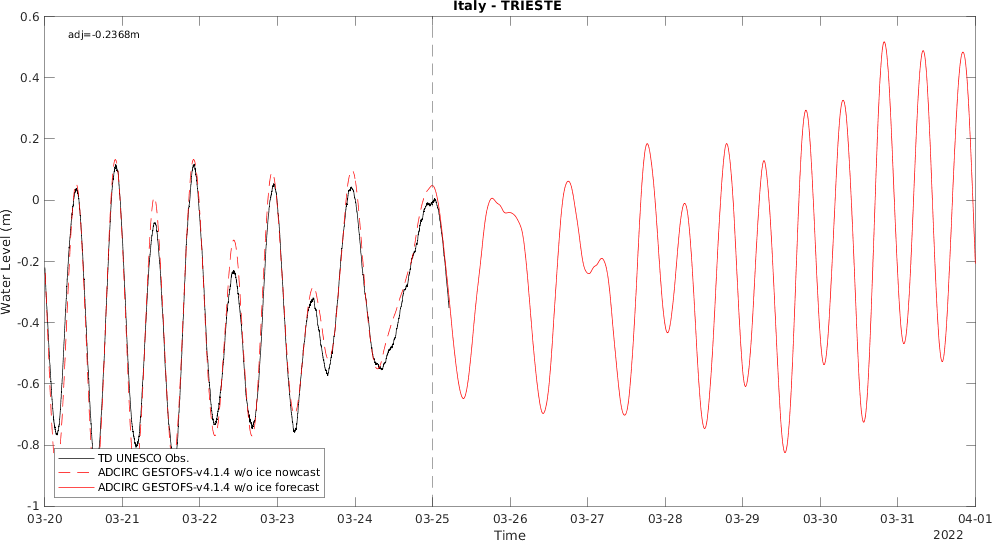 Italy - TRIESTE
adj=-0.2368m
0.6
0.4
0.2
0
-0.2
-0.4
-0.6
-0.8
-1
Water Level (m)
TD UNESCO Obs.
ADCIRC GESTOFS-v4.1.4 w/o ice nowcast
ADCIRC GESTOFS-v4.1.4 w/o ice forecast
03-20 03-21 03-22 03-23 03-24 03-25 03-26 03-27 03-28 03-29 03-30 03-31 04-01
Time
2022